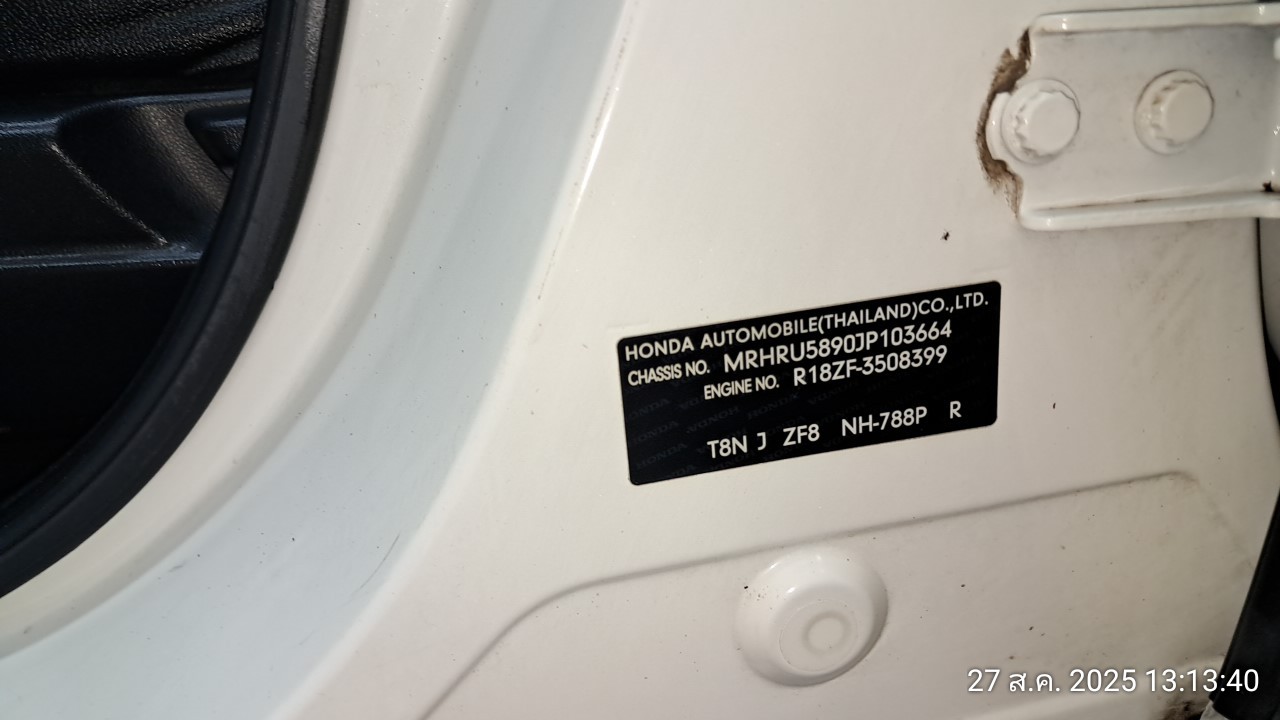 HONDA AUTOMOBILE(THAILAND)CO.,LTD.
CHASSIS NO. MRHRU5890JP103664
ENGINE NO. R18ZF-3508399
T8N J ZF8 NH-788P R
27 ส.ค. 2025 13:13:40